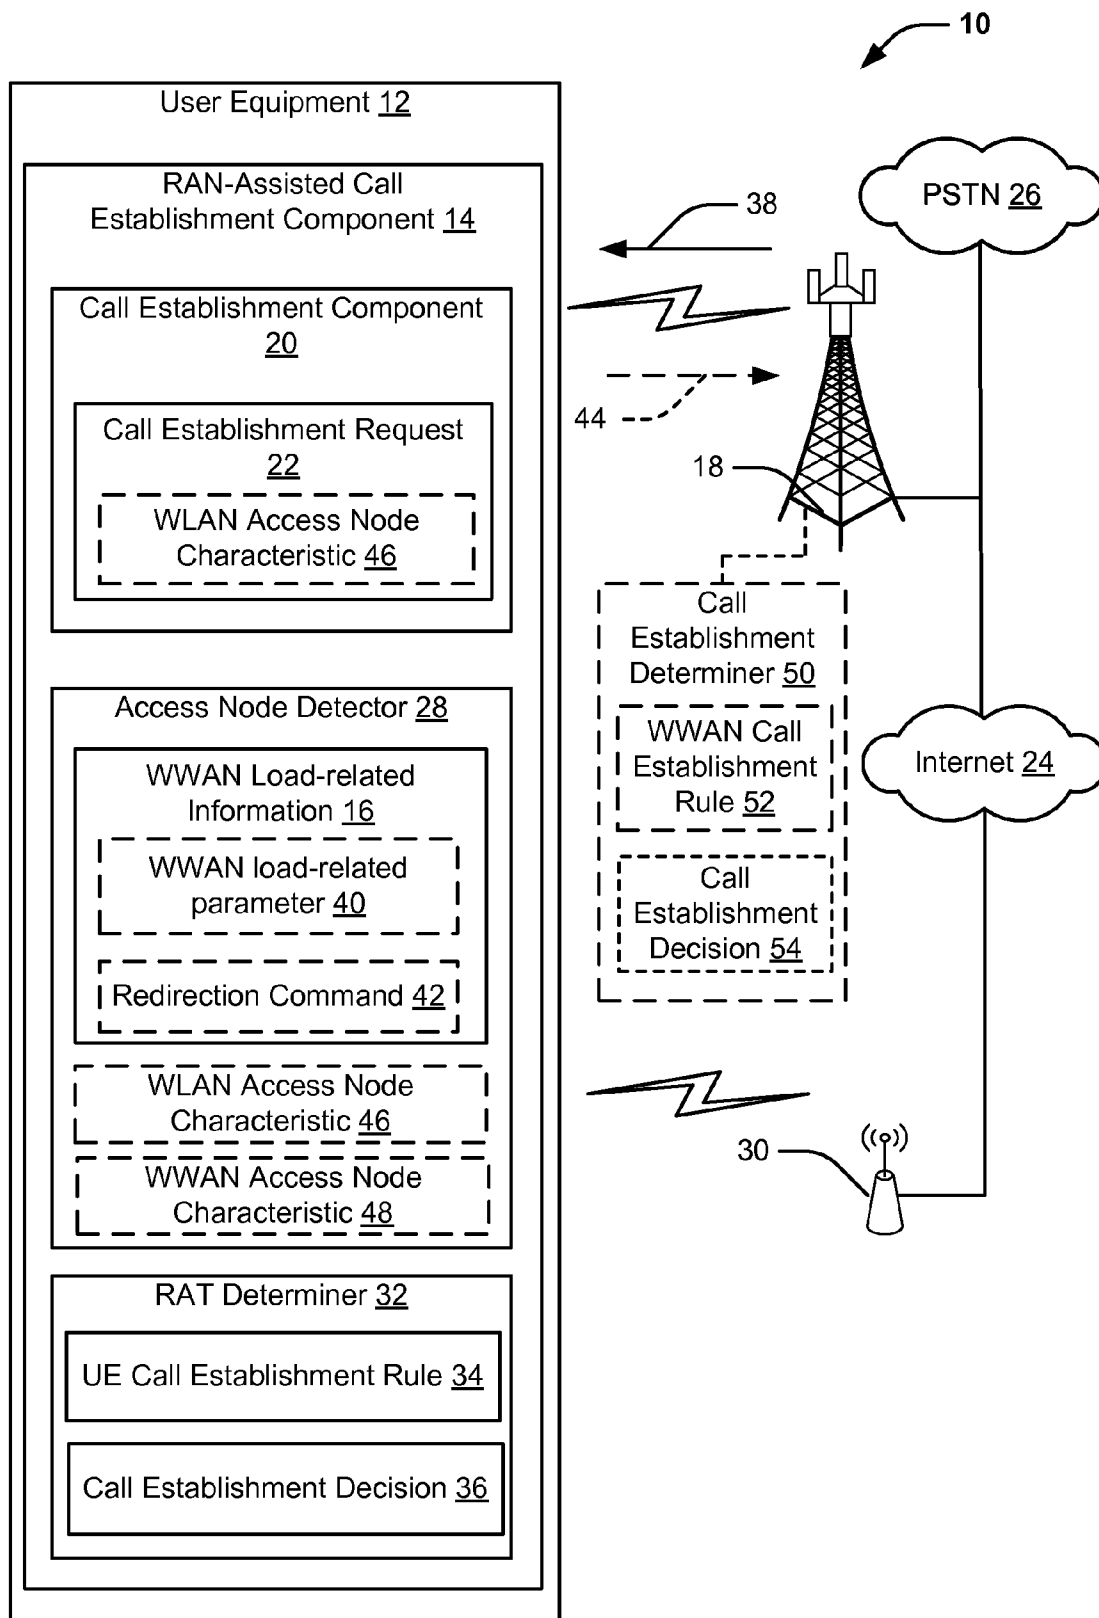 10
User Equipment 12
RAN-Assisted Call
Establishment Component 14
Call Establishment Component
20
Call Establishment Request
22
WLAN Access Node
Characteristic 46
Access Node Detector 28
WWAN Load-related
Information 16
WWAN load-related
parameter 40
Redirection Command 42
WLAN Access Node
Characteristic 46
WWAN Access Node
Characteristic 48
RAT Determiner 32
UE Call Establishment Rule 34
Call Establishment Decision 36
38
44
18
PSTN 26
Call
Establishment
Determiner 50
WWAN Call
Establishment
Rule 52
Call
Establishment
Decision 54
Internet 24
30